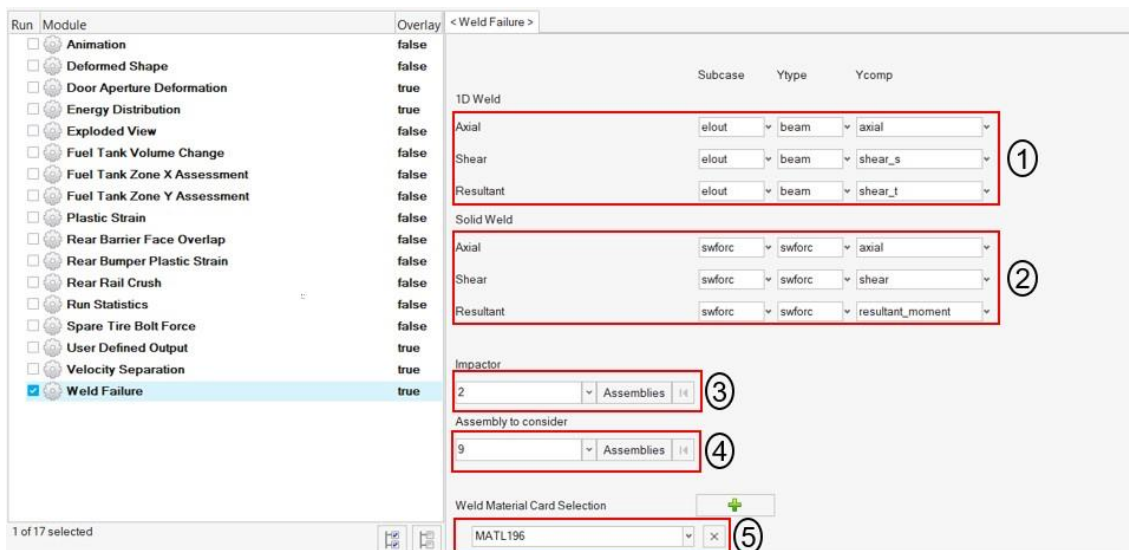 Run Module Overlay
Animation false
Deformed Shape false
Door Aperture Deformation true
Energy Distribution true
Exploded View false
Fuel Tank Volume Change false
Fuel Tank Zone X Assessment false
Fuel Tank Zone Y Assessment false
Plastic Strain false
Rear Barrier Face Overlap false
Rear Bumper Plastic Strain false
Rear Rail Crush false
Run Statistics false
Spare Tire Bolt Force false
User Defined Output true
Velocity Separation true
Weld Failure true
1 of 17 selected
< Weld Failure >
Subcase Ytype Ycomp
1D Weld
Axial elout beam axial
Shear elout beam shear_s
Resultant elout beam shear_t
1
Solid Weld
Axial swforc swforc axial
Shear swforc swforc shear
Resultant swforc swforc resultant_moment
2
Impactor
2 Assemblies
3
Assembly to consider
9 Assemblies
4
Weld Material Card Selection
MATL196
5